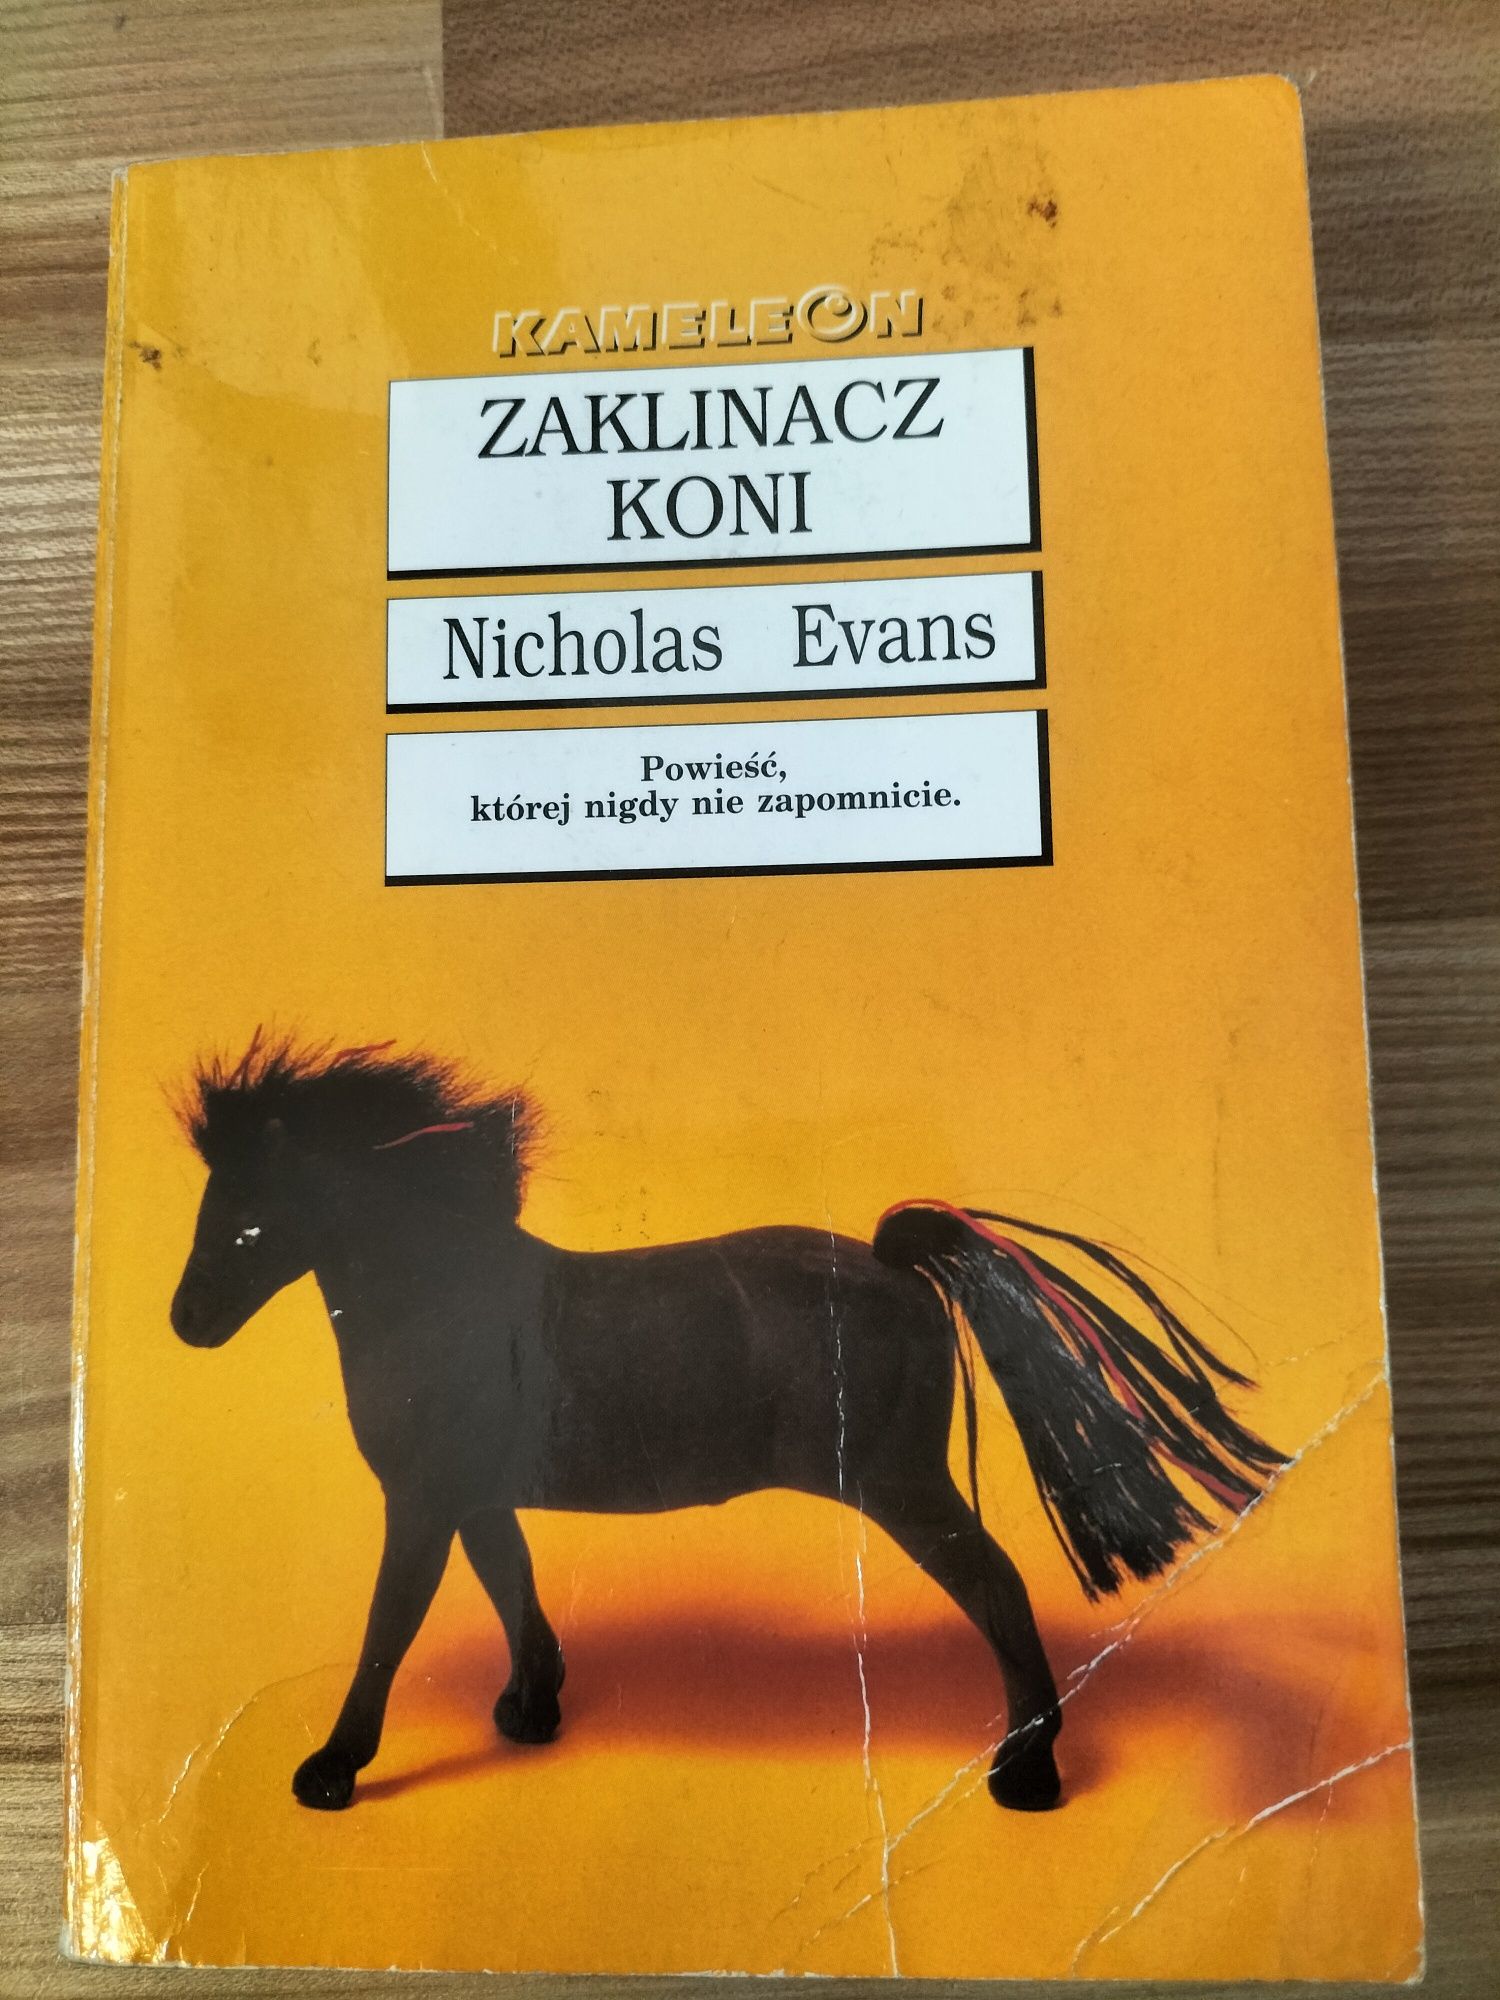 KAMELEON
ZAKLINACZ
KONI
Nicholas Evans
Powieść,
której nigdy nie zapomnicie.